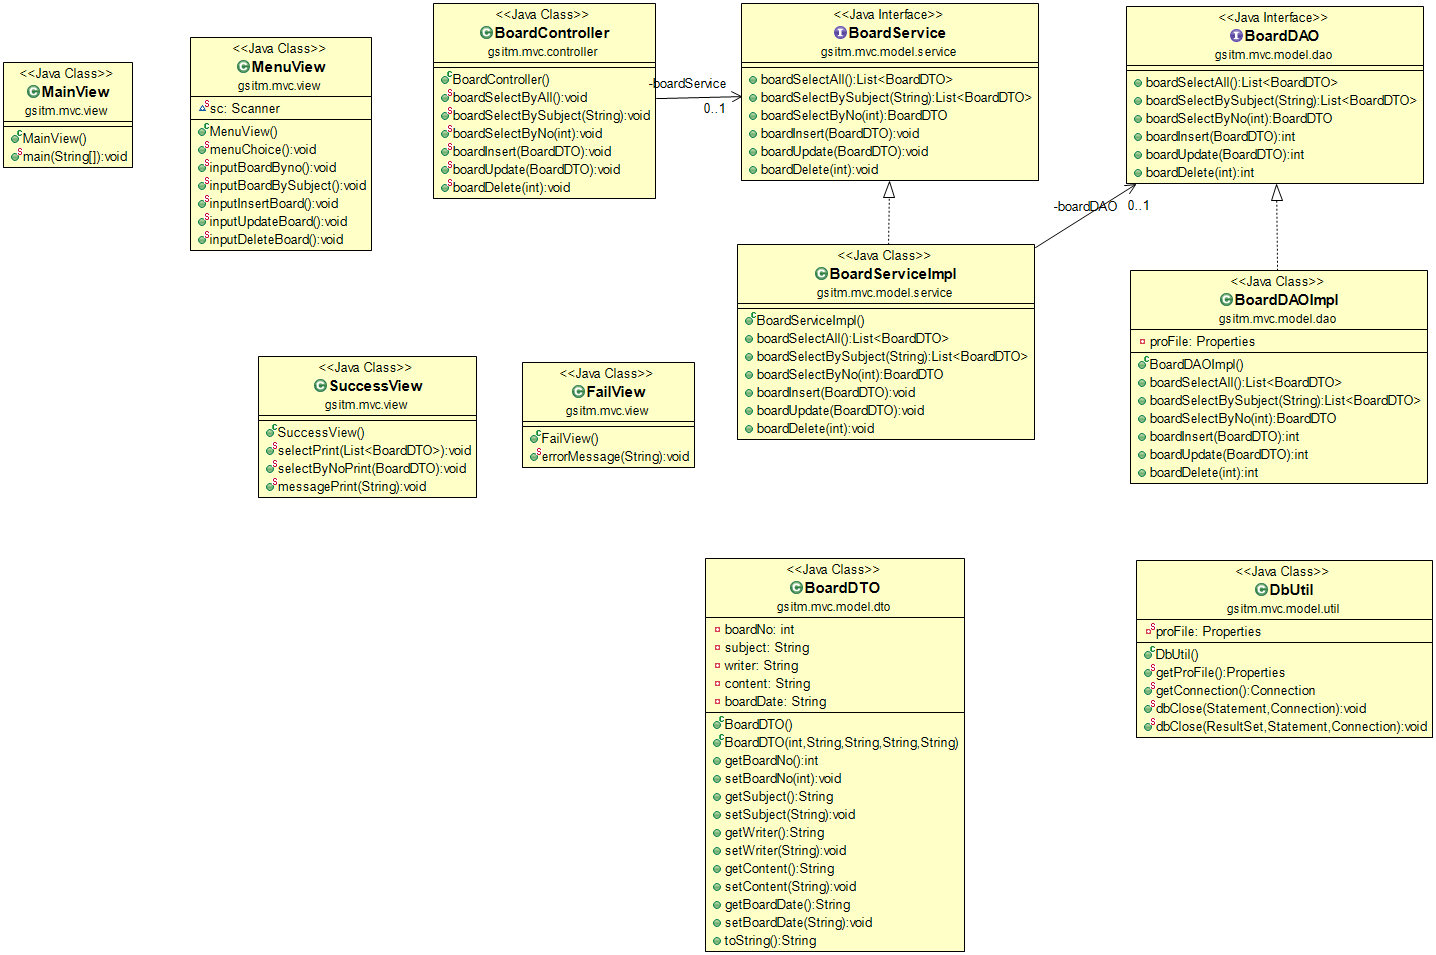 <<Java Class>>
MainView
gsitm.mvc.view
MainView()
main(String[]):void
<<Java Class>>
MenuView
gsitm.mvc.view
sc: Scanner
MenuView()
menuChoice():void
inputBoardByno():void
inputBoardBySubject():void
inputInsertBoard():void
inputUpdateBoard():void
inputDeleteBoard():void
<<Java Class>>
BoardController
gsitm.mvc.controller
BoardController()
boardSelectByAll():void
boardSelectBySubject(String):void
boardSelectByNo(int):void
boardInsert(BoardDTO):void
boardUpdate(BoardDTO):void
boardDelete(int):void
-boardService
0..1
<<Java Interface>>
BoardService
gsitm.mvc.model.service
boardSelectAll():List<BoardDTO>
boardSelectBySubject(String):List<BoardDTO>
boardSelectByNo(int):BoardDTO
boardInsert(BoardDTO):void
boardUpdate(BoardDTO):void
boardDelete(int):void
<<Java Interface>>
BoardDAO
gsitm.mvc.model.dao
boardSelectAll():List<BoardDTO>
boardSelectBySubject(String):List<BoardDTO>
boardSelectByNo(int):BoardDTO
boardInsert(BoardDTO):int
boardUpdate(BoardDTO):int
boardDelete(int):int
-boardDAO
0..1
<<Java Class>>
BoardServiceImpl
gsitm.mvc.model.service
BoardServiceImpl()
boardSelectAll():List<BoardDTO>
boardSelectBySubject(String):List<BoardDTO>
boardSelectByNo(int):BoardDTO
boardInsert(BoardDTO):void
boardUpdate(BoardDTO):void
boardDelete(int):void
<<Java Class>>
BoardDAOImpl
gsitm.mvc.model.dao
proFile: Properties
BoardDAOImpl()
boardSelectAll():List<BoardDTO>
boardSelectBySubject(String):List<BoardDTO>
boardSelectByNo(int):BoardDTO
boardInsert(BoardDTO):int
boardUpdate(BoardDTO):int
boardDelete(int):int
<<Java Class>>
SuccessView
gsitm.mvc.view
SuccessView()
selectPrint(List<BoardDTO>):void
selectByNoPrint(BoardDTO):void
messagePrint(String):void
<<Java Class>>
FailView
gsitm.mvc.view
FailView()
errorMessage(String):void
<<Java Class>>
BoardDTO
gsitm.mvc.model.dto
boardNo: int
subject: String
writer: String
content: String
boardDate: String
BoardDTO()
BoardDTO(int,String,String,String,String)
getBoardNo():int
setBoardNo(int):void
getSubject():String
setSubject(String):void
getWriter():String
setWriter(String):void
getContent():String
setContent(String):void
getBoardDate():String
setBoardDate(String):void
toString():String
<<Java Class>>
DbUtil
gsitm.mvc.model.util
proFile: Properties
DbUtil()
getProFile():Properties
getConnection():Connection
dbClose(Statement,Connection):void
dbClose(ResultSet,Statement,Connection):void